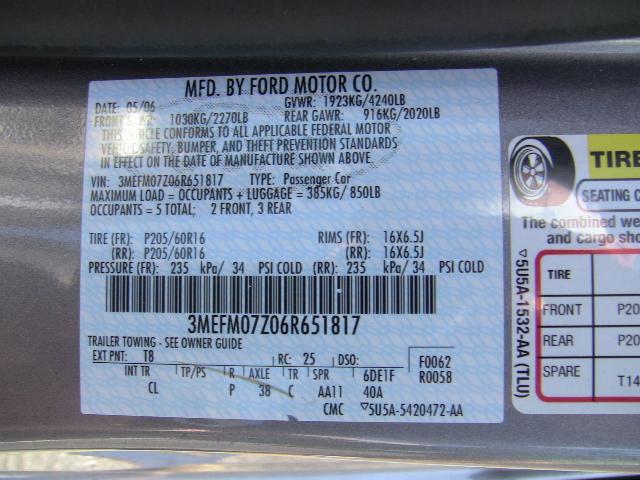 MFD. BY FORD MOTOR CO.
05/06 GVWR: 1923KG/4240LB
FRONT 1030KG/2270LB REAR GAWR: 916KG/2020LB
THIS VEHICLE CONFORMS TO ALL APPLICABLE FEDERAL MOTOR
VEHICLE SAFETY, BUMPER, AND THEFT PREVENTION STANDARDS
IN EFFECT ON THE DATE OF MANUFACTURE SHOWN ABOVE.
VIN: 3MEFM07Z06R651817 TYPE: Passenger Car
MAXIMUM LOAD = OCCUPANTS + LUGGAGE = 385KG/ 850LB
OCCUPANTS = 5 TOTAL; 2 FRONT, 3 REAR
TIRE (FR): P205/60R16 RIMS (FR): 16X6.5J
(RR): P205/60R16 (RR): 16X6.5J
PRESSURE (FR): 235 kPa/ 34 PSI COLD (RR): 235 kPa/ 34 PSI COLD
3MEFM07Z06R651817
TRAILER TOWING - SEE OWNER GUIDE
EXT PNT: T8 RC: 25 DSO: F0062
INT TR TP/PS R AXLE TR SPR 6DE1F R0058
CL P 38 C AA11 40A
CMC ▽5U5A-5420472-AA
▽5U5A-1532-AA (TLU)
TIRE
SEATING
The combined
and cargo
TIRE
FRONT P20
REAR P20
SPARE T14